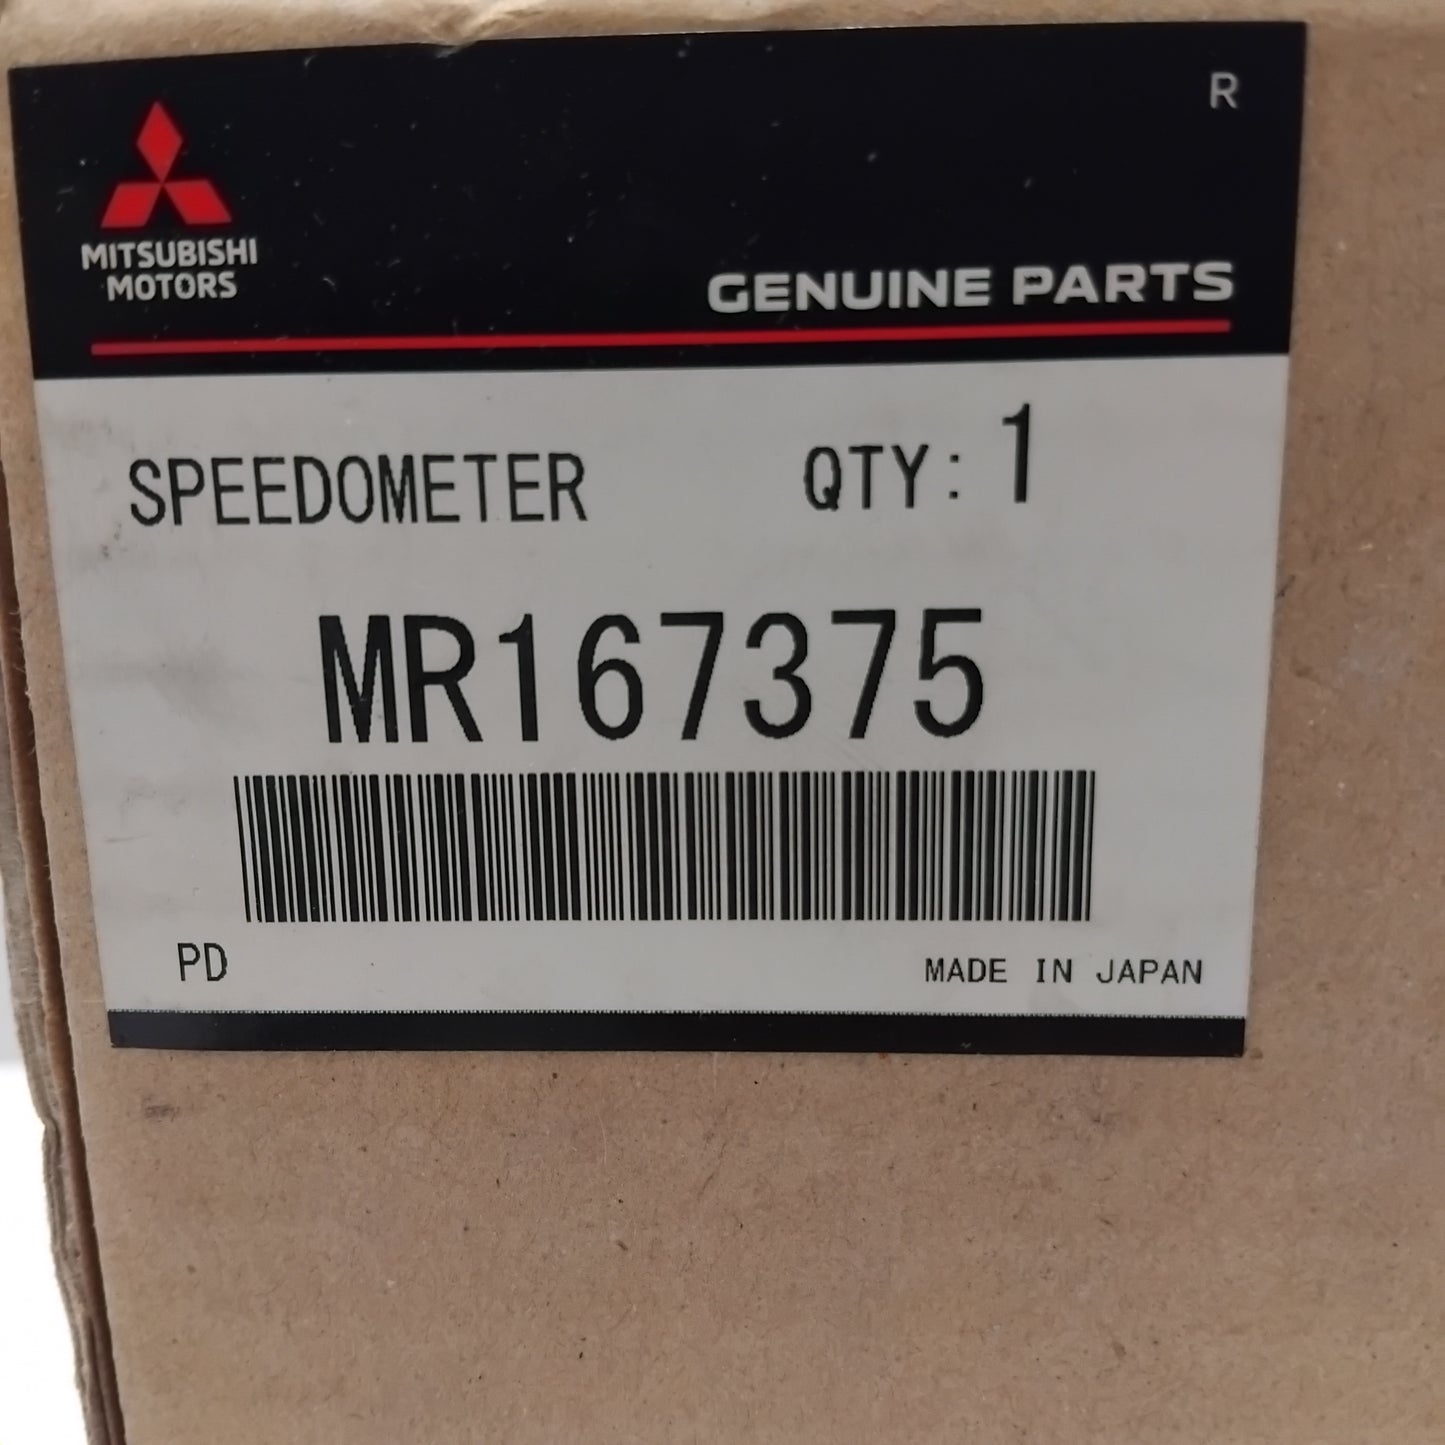 R
MITSUBISHI
MOTORS
GENUINE PARTS
SPEEDOMETER QTY: 1
MR167375
PD MADE IN JAPAN